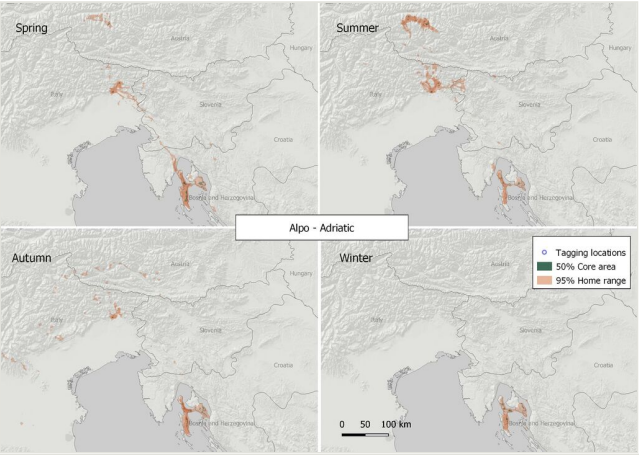 Spring
Austria
Hungary
Italy
Slovenia
Croatia
Bosnia and Herzegovina
Summer
Austria
Hungary
Italy
Slovenia
Croatia
Bosnia and Herzegovina
Alpo - Adriatic
Autumn
Austria
Hungary
Italy
Slovenia
Croatia
Bosnia and Herzegovina
Winter
Tagging locations
50% Core area
95% Home range
Italy
Slovenia
Croatia
Bosnia and Herzegovina
0 50 100 km